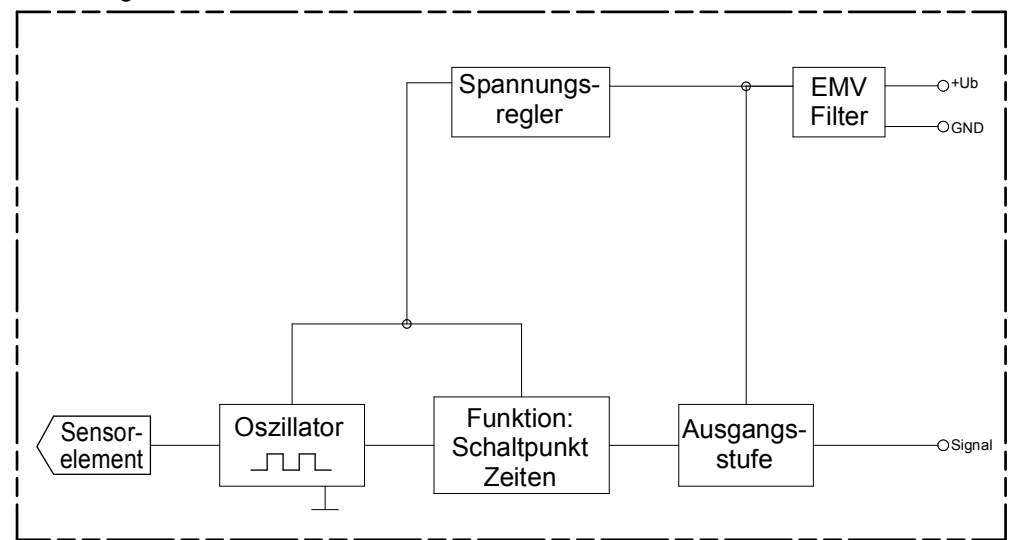 Spannungs-
regler
EMV
Filter
+Ub
GND
Sensor-
element
Oszillator
Funktion:
Schaltpunkt
Zeiten
Ausgangs-
stufe
Signal